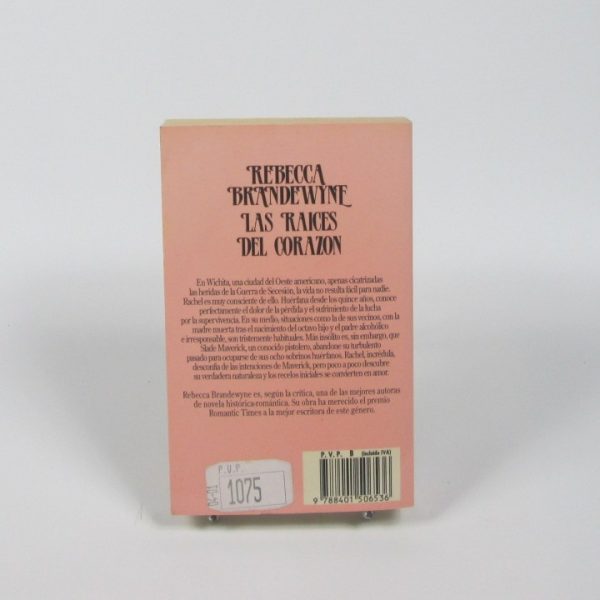 REBECCA
BRANDEWYNE
LAS RAICES
DEL CORAZON
En Wichita, una ciudad del Oeste americano, apenas cicatrizadas
las heridas de la Guerra de Secesión, la vida no resulta fácil para nadie.
Rachel es muy consciente de ello. Huérfana desde los quince años, conoce
perfectamente el dolor de la pérdida y el sufrimiento de la lucha
por la supervivencia. En su medio, situaciones como la de sus vecinos, con la
madre muerta tras el nacimiento del octavo hijo y el padre alcohólico
e irresponsable, son tristemente habituales. Más insólito es, sin embargo, que
Slade Maverick, un conocido pistolero, abandone su turbulento
pasado para ocuparse de sus ocho sobrinos huérfanos. Rachel, incrédula,
desconfía de las intenciones de Maverick, pero poco a poco descubre
su verdadera naturaleza y los recelos iniciales se convierten en amor.
Rebecca Brandewyne es, según la crítica, una de las mejores autoras
de novela histórica-romántica. Su obra ha merecido el premio
Romantic Times a la mejor escritora de este género.
P.V.P. B (Incluido IVA)
P.V.P.
1075
04-01
9 788401 506536